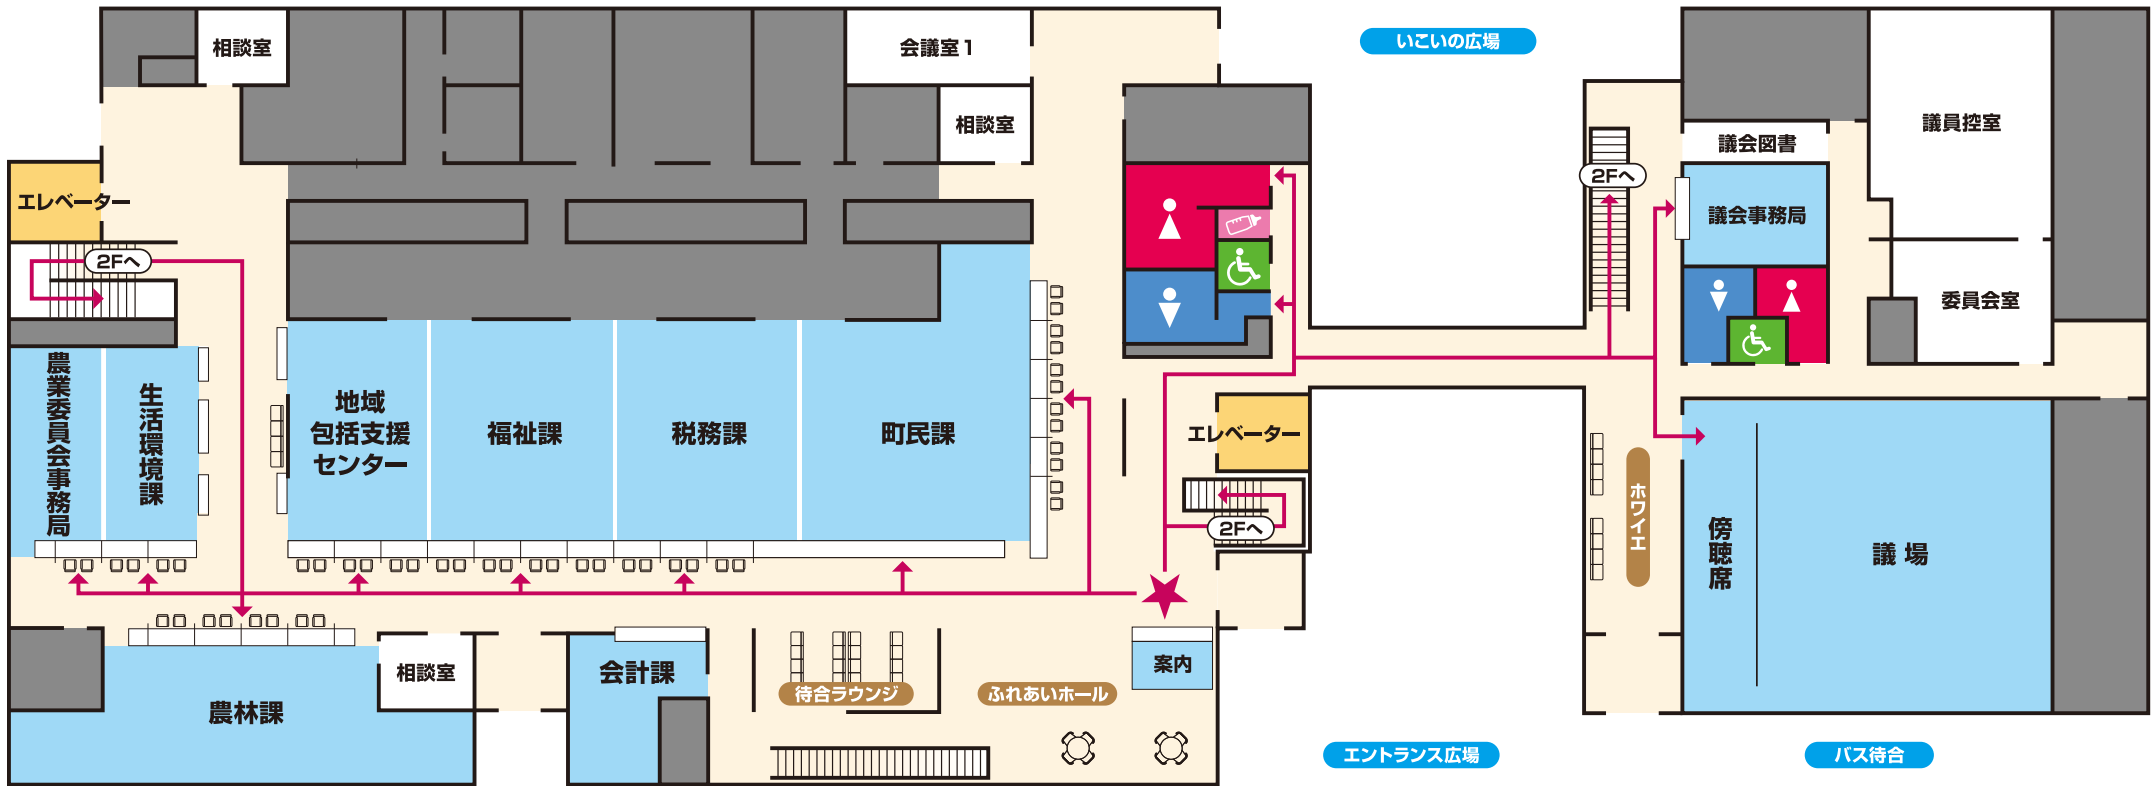 いこいの広場
相談室
会議室1
相談室
議員控室
議会図書
2Fへ
エレベーター
議会事務局
2Fへ
委員会室
農業委員会事務局
生活環境課
地域
包括支援
センター
福祉課
税務課
町民課
エレベーター
2Fへ
ホワイエ
傍聴席
議場
相談室
会計課
案内
待合ラウンジ
ふれあいホール
農林課
エントランス広場
バス待合